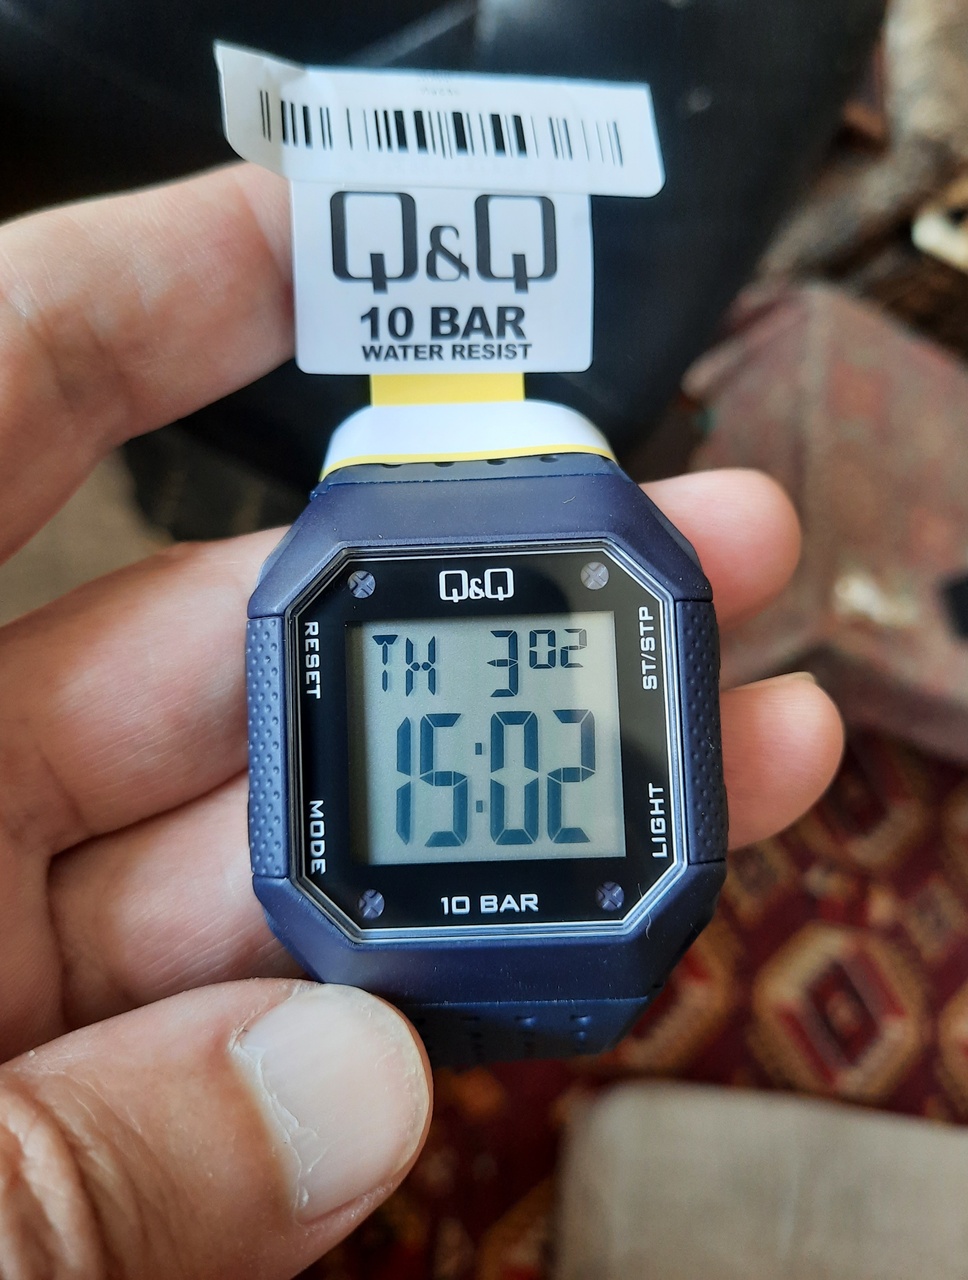 Q&Q
10 BAR
WATER RESIST
Q&Q
RESET
ST/STP
TH 3 02
15:02
MODE
LIGHT
10 BAR